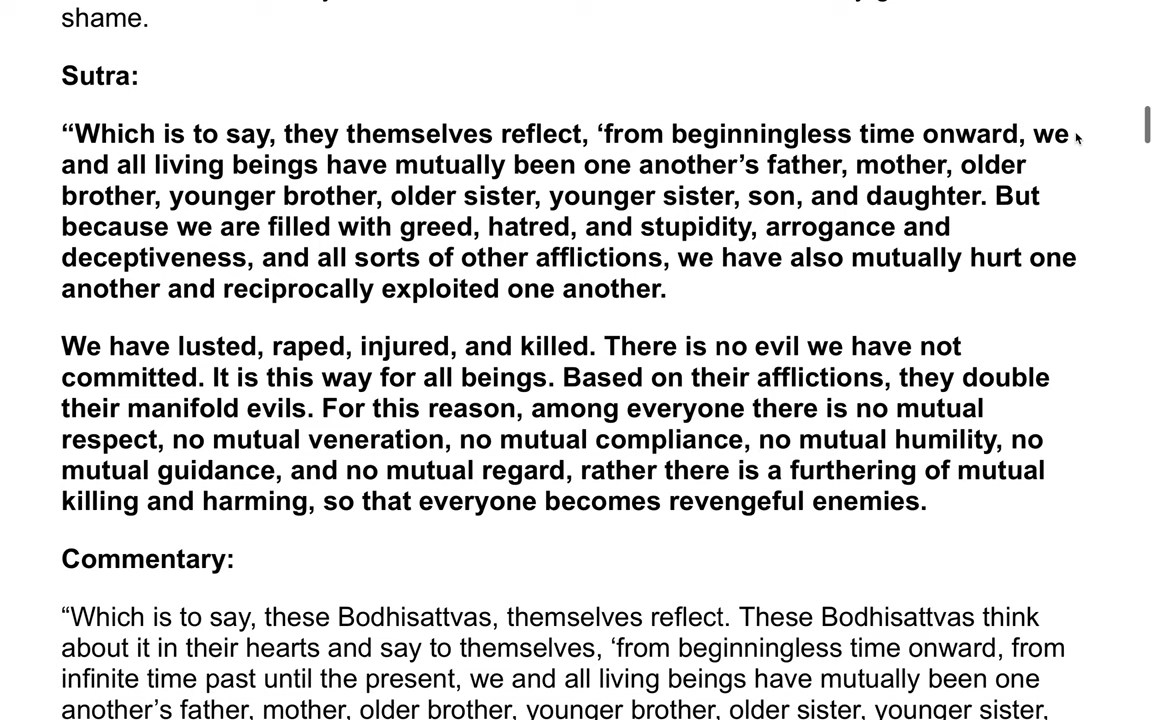 shame.
Sutra:
“Which is to say, they themselves reflect, ‘from beginningless time onward, we
and all living beings have mutually been one another’s father, mother, older
brother, younger brother, older sister, younger sister, son, and daughter. But
because we are filled with greed, hatred, and stupidity, arrogance and
deceptiveness, and all sorts of other afflictions, we have also mutually hurt one
another and reciprocally exploited one another.
We have lusted, raped, injured, and killed. There is no evil we have not
committed. It is this way for all beings. Based on their afflictions, they double
their manifold evils. For this reason, among everyone there is no mutual
respect, no mutual veneration, no mutual compliance, no mutual humility, no
mutual guidance, and no mutual regard, rather there is a furthering of mutual
killing and harming, so that everyone becomes revengeful enemies.
Commentary:
“Which is to say, these Bodhisattvas, themselves reflect. These Bodhisattvas think
about it in their hearts and say to themselves, ‘from beginningless time onward, from
infinite time past until the present, we and all living beings have mutually been one
another’s father, mother, older brother, younger brother, older sister, younger sister,